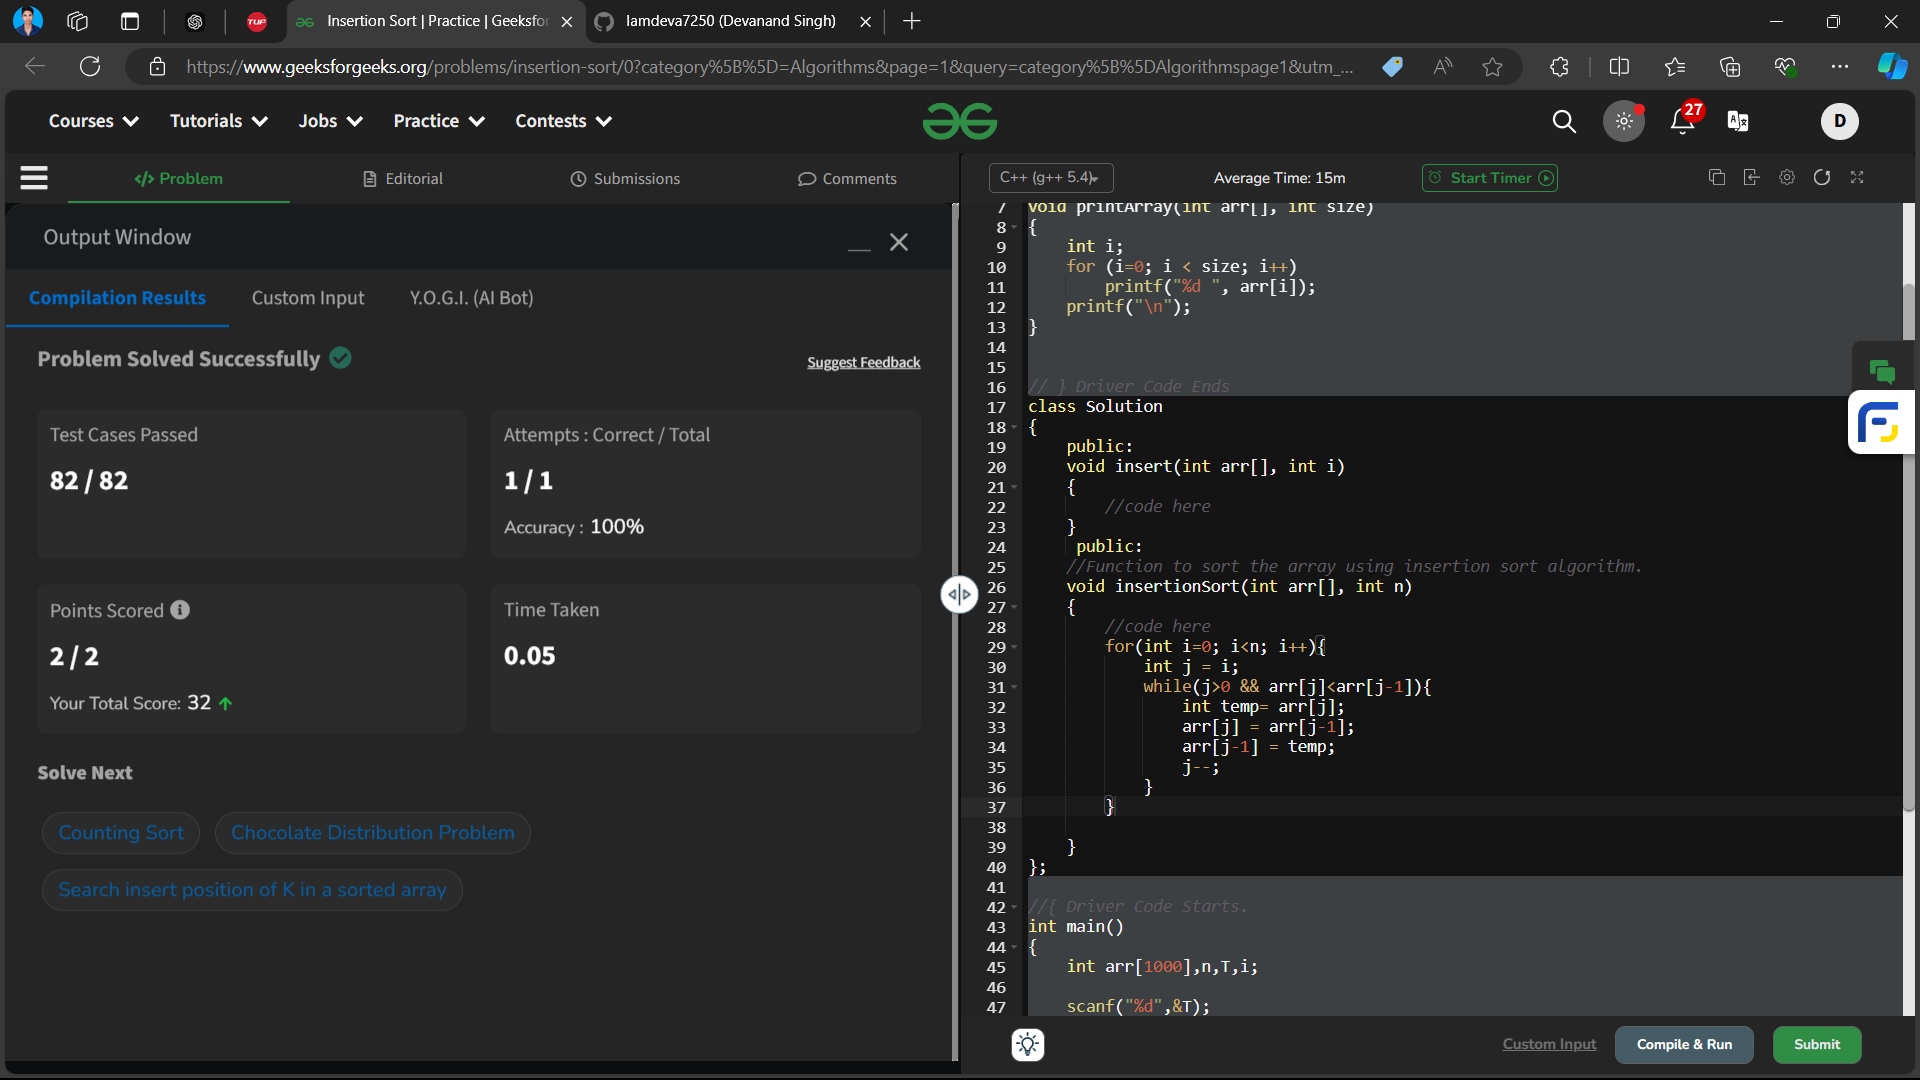 Insertion Sort | Practice | Geeksfor
Iamdeva7250 (Devanand Singh)
https://www.geeksforgeeks.org/problems/insertion-sort/0?category%5B%5D=Algorithms&page=1&query=category%5B%5DAlgorithmspage1&utm_...
Courses
Tutorials
Jobs
Practice
Contests
27
D
</> Problem
Editorial
Submissions
Comments
C++ (g++ 5.4)
Average Time: 15m
Start Timer
Output Window
Compilation Results
Custom Input
Y.O.G.I. (AI Bot)
Problem Solved Successfully
Suggest Feedback
Test Cases Passed
82 / 82
Attempts : Correct / Total
1 / 1
Accuracy : 100%
Points Scored
2 / 2
Your Total Score: 32
Time Taken
0.05
Solve Next
Counting Sort
Chocolate Distribution Problem
Search insert position of K in a sorted array
7 void printArray(int arr[], int size)
8 {
9 int i;
10 for (i=0; i < size; i++)
11 printf("%d ", arr[i]);
12 printf("\n");
13 }
14
15
16 // } Driver Code Ends
17 class Solution
18 {
19 public:
20 void insert(int arr[], int i)
21 {
22 //code here
23 }
24 public:
25 //Function to sort the array using insertion sort algorithm.
26 void insertionSort(int arr[], int n)
27 {
28 //code here
29 for(int i=0; i<n; i++){
30 int j = i;
31 while(j>0 && arr[j]<arr[j-1]){
32 int temp= arr[j];
33 arr[j] = arr[j-1];
34 arr[j-1] = temp;
35 j--;
36 }
37 }
38
39 }
40 };
41
42 //{ Driver Code Starts.
43 int main()
44 {
45 int arr[1000],n,T,i;
46
47 scanf("%d",&T);
Custom Input
Compile & Run
Submit